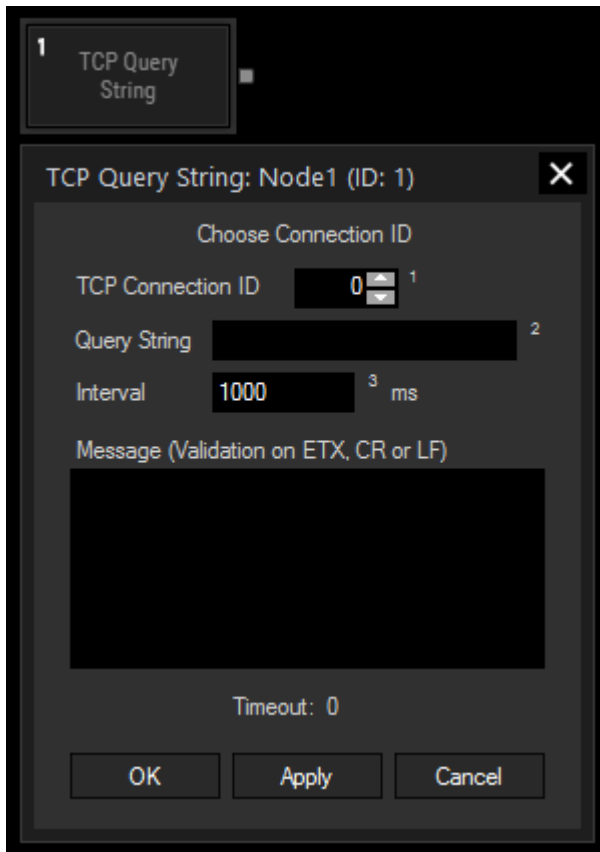 1
TCP Query
String
TCP Query String: Node1 (ID: 1)
Choose Connection ID
TCP Connection ID 0 1
Query String 2
Interval 1000 3 ms
Message (Validation on ETX, CR or LF)
Timeout: 0
OK Apply Cancel